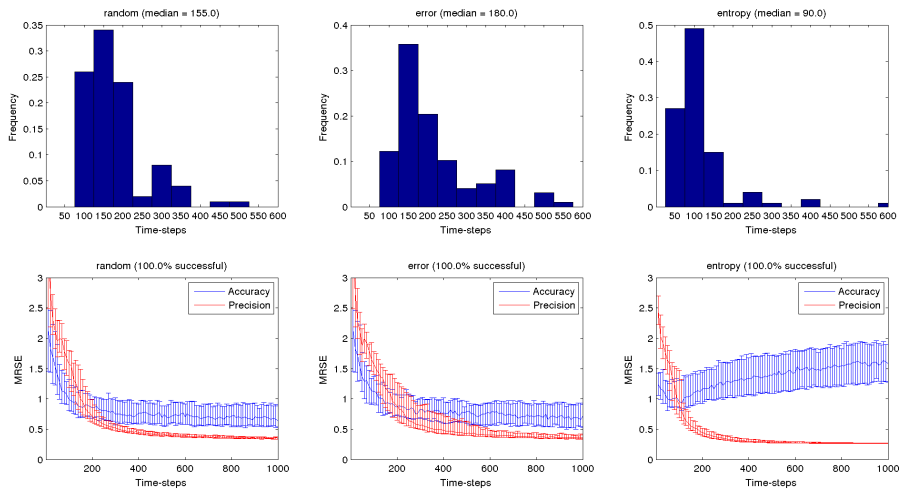 random (median = 155.0)
error (median = 180.0)
entropy (median = 90.0)
0.35
0.3
0.25
0.2
0.15
0.1
0.05
0
Frequency
50 100 150 200 250 300 350 450 500 600
Time-steps
0.4
0.3
0.2
0.1
0
Frequency
50 150 200 250 300 350 400 500 600
Time-steps
0.5
0.4
0.3
0.2
0.1
0
Frequency
50 100 150 200 250 300 400 450 500 600
Time-steps
random (100.0% successful)
error (100.0% successful)
entropy (100.0% successful)
3
2.5
2
1.5
1
0.5
0
MRSE
Accuracy
Precision
200 400 600 800 1000
Time-steps
3
2.5
2
1.5
1
0.5
0
MRSE
Accuracy
Precision
200 400 600 800 1000
Time-steps
3
2.5
2
1.5
1
0.5
0
MRSE
Accuracy
Precision
200 400 600 800 1000
Time-steps